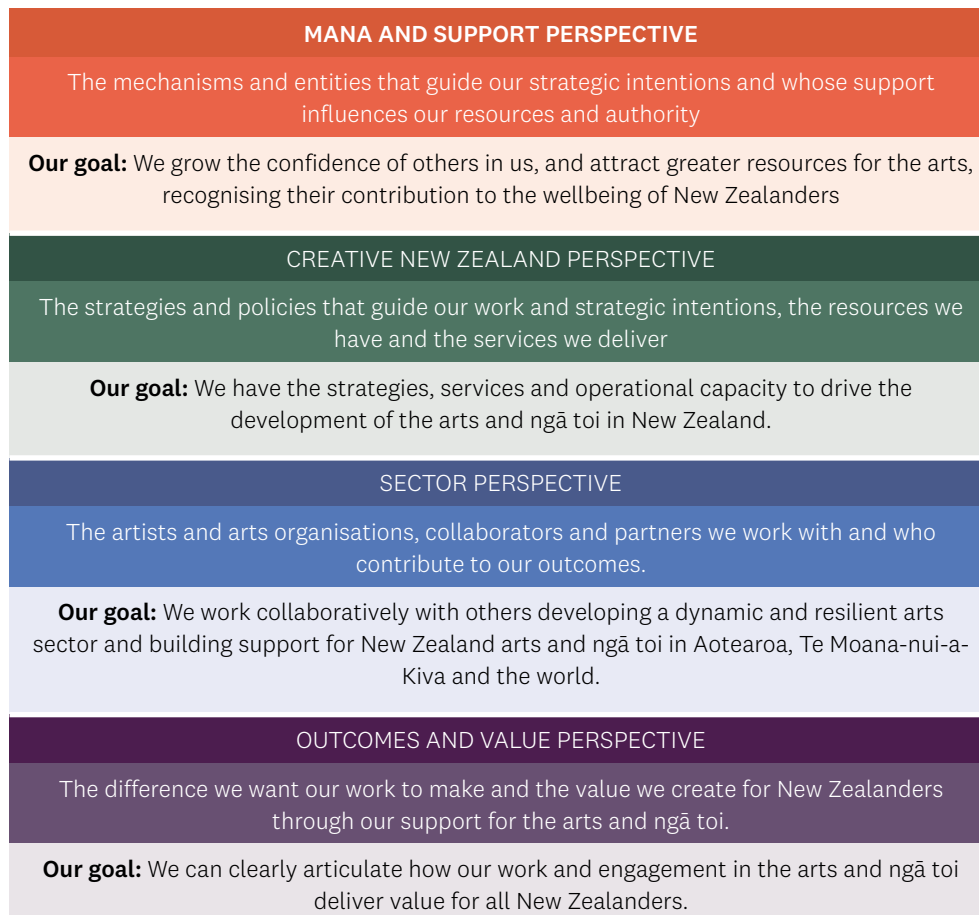 MANA AND SUPPORT PERSPECTIVE
The mechanisms and entities that guide our strategic intentions and whose support
influences our resources and authority
Our goal: We grow the confidence of others in us, and attract greater resources for the arts,
recognising their contribution to the wellbeing of New Zealanders
CREATIVE NEW ZEALAND PERSPECTIVE
The strategies and policies that guide our work and strategic intentions, the resources we
have and the services we deliver
Our goal: We have the strategies, services and operational capacity to drive the
development of the arts and ngā toi in New Zealand.
SECTOR PERSPECTIVE
The artists and arts organisations, collaborators and partners we work with and who
contribute to our outcomes.
Our goal: We work collaboratively with others developing a dynamic and resilient arts
sector and building support for New Zealand arts and ngā toi in Aotearoa, Te Moana-nui-a-
Kiva and the world.
OUTCOMES AND VALUE PERSPECTIVE
The difference we want our work to make and the value we create for New Zealanders
through our support for the arts and ngā toi.
Our goal: We can clearly articulate how our work and engagement in the arts and ngā toi
deliver value for all New Zealanders.